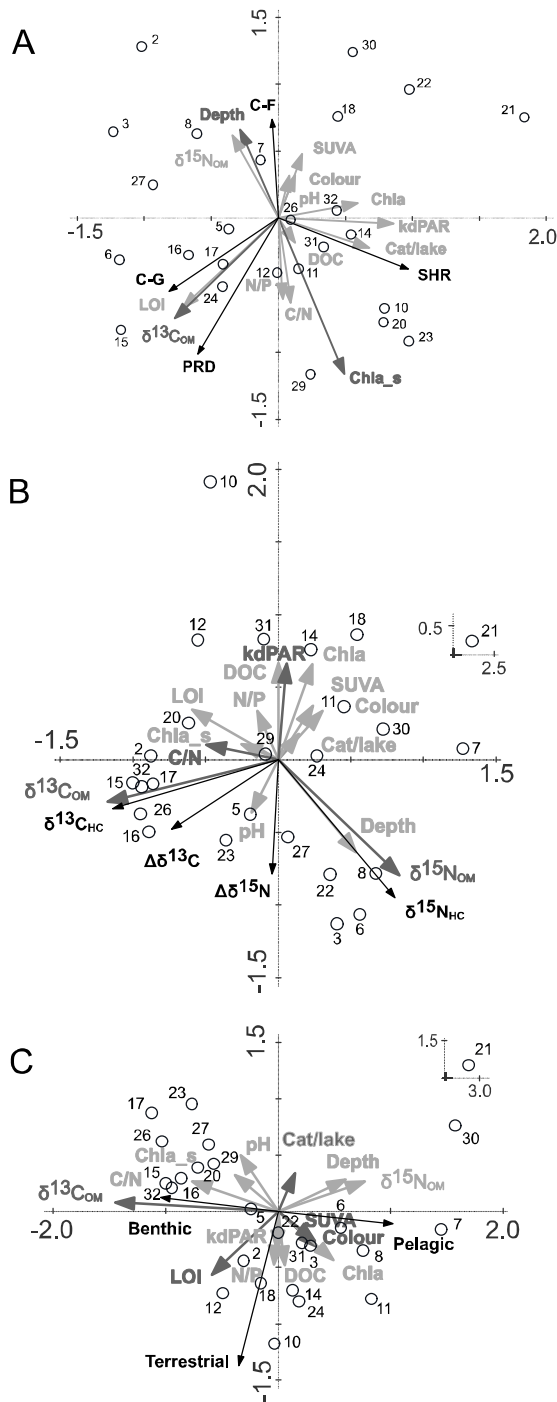 A
1.5
2
30
22
C-F
18
21
Depth
3
8
7
SUVA
δ15NOM
Colour
27
pH
32
Chla
26
-1.5
2.0
5
kdPAR
14
31
Cat/lake
6
16
17
DOC
C-G
12
11
SHR
N/P
LOI
24
C/N
10
δ13COM
20
15
23
PRD
29
Chla_s
-1.5
B
2.0
10
12
31
18
0.5
21
14
kdPAR
Chla
2.5
DOC
LOI
SUVA
N/P
11
Colour
20
30
Chla_s
29
7
-1.5
2
C/N
Cat/lake
24
1.5
32
15
17
δ13COM
δ13CHC
26
5
Depth
16
Δδ13C
pH
23
27
Δδ15N
22
8
δ15NOM
δ15NHC
3
6
-1.5
C
1.5
1.5
21
23
3.0
17
30
27
26
pH
Cat/lake
Chla_s
29
Depth
15
C/N
20
δ15NOM
δ13COM
32
16
-2.0
Benthic
5
6
2.0
22
SUVA
7
kdPAR
Colour
Pelagic
31
3
8
LOI
2
N/P
DOC
Chla
12
18
14
24
11
10
Terrestrial
-1.5